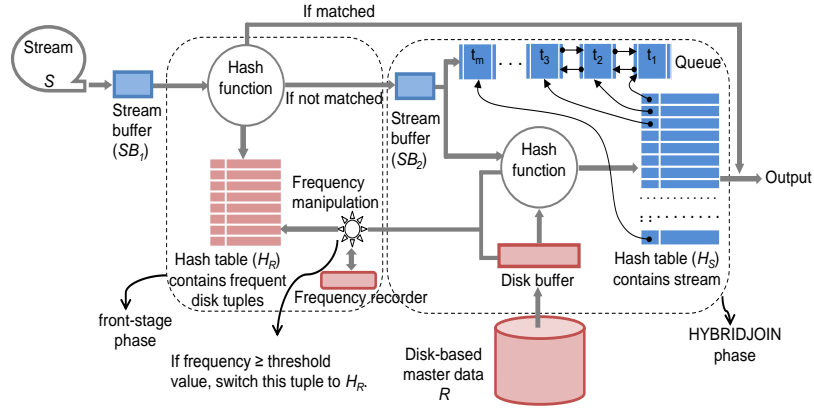 If matched
Stream
S
Hash
function
If not matched
Stream
buffer
(SB1)
Stream
buffer
(SB2)
tm
. . .
t3
t2
t1
Queue
Hash
function
Output
Frequency
manipulation
Hash table (HR)
contains frequent
disk tuples
Frequency recorder
Disk buffer
Hash table (HS)
contains stream
front-stage
phase
If frequency ≥ threshold
value, switch this tuple to HR.
Disk-based
master data
R
HYBRIDJOIN
phase